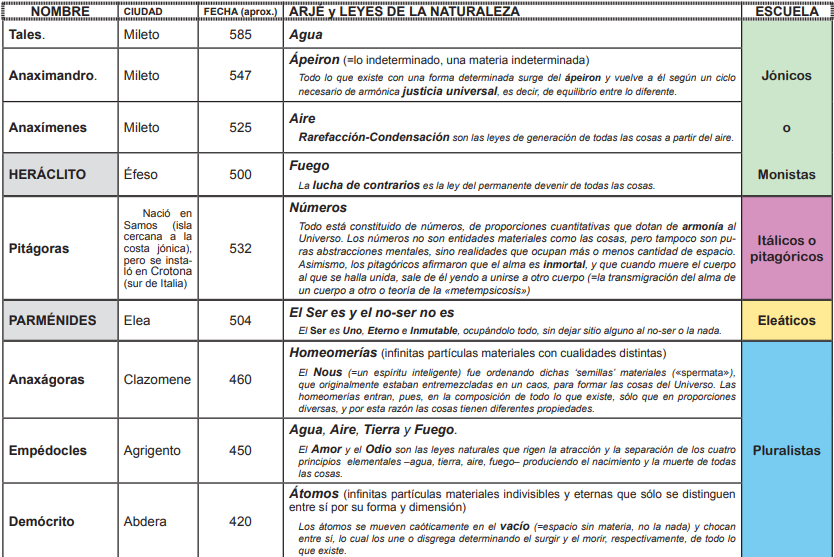 NOMBRE CIUDAD FECHA (aprox.) ARJÉ y LEYES DE LA NATURALEZA ESCUELA
Tales. Mileto 585 Agua
Anaximandro. Mileto 547 Ápeiron (=lo indeterminado, una materia indeterminada)
Todo lo que existe con una forma determinada surge del ápeiron y vuelve a él según un ciclo
necesario de armónica justicia universal, es decir, de equilibrio entre lo diferente.
Jónicos
Anaxímenes Mileto 525 Aire
Rarefacción-Condensación son las leyes de generación de todas las cosas a partir del aire.
o
HERÁCLITO Éfeso 500 Fuego
La lucha de contrarios es la ley del permanente devenir de todas las cosas.
Monistas
Pitágoras
Nació en
Samos (isla
cercana a la
costa jónica),
pero se insta-
ló en Crotona
(sur de Italia)
532
Números
Todo está constituido de números, de proporciones cuantitativas que dotan de armonía al
Universo. Los números no son entidades materiales como las cosas, pero tampoco son pu-
ras abstracciones mentales, sino realidades que ocupan más o menos cantidad de espacio.
Asimismo, los pitagóricos afirmaron que el alma es inmortal, y que cuando muere el cuerpo
al que se halla unida, sale de él yendo a unirse a otro cuerpo (=la transmigración del alma de
un cuerpo a otro o teoría de la «metempsicosis»)
Itálicos o
pitagóricos
PARMÉNIDES Elea 504 El Ser es y el no-ser no es
El Ser es Uno, Eterno e Inmutable, ocupándolo todo, sin dejar sitio alguno al no-ser o la nada.
Eleáticos
Anaxágoras Clazomene 460 Homeomerías (infinitas partículas materiales con cualidades distintas)
El Nous (=un espíritu inteligente) fue ordenando dichas ‘semillas’ materiales («spermata»),
que originalmente estaban entremezcladas en un caos, para formar las cosas del Universo. Las
homeomerías entran, pues, en la composición de todo lo que existe, sólo que en proporciones
diversas, y por esta razón las cosas tienen diferentes propiedades.
Empédocles Agrigento 450 Agua, Aire, Tierra y Fuego.
El Amor y el Odio son las leyes naturales que rigen la atracción y la separación de los cuatro
principios elementales –agua, tierra, aire, fuego– produciendo el nacimiento y la muerte de todas
las cosas.
Pluralistas
Demócrito Abdera 420 Átomos (infinitas partículas materiales indivisibles y eternas que sólo se distinguen
entre sí por su forma y dimensión)
Los átomos se mueven caóticamente en el vacío (=espacio sin materia, no la nada) y chocan
entre sí, lo cual los une o disgrega determinando el surgir y el morir, respectivamente, de todo lo
que existe.